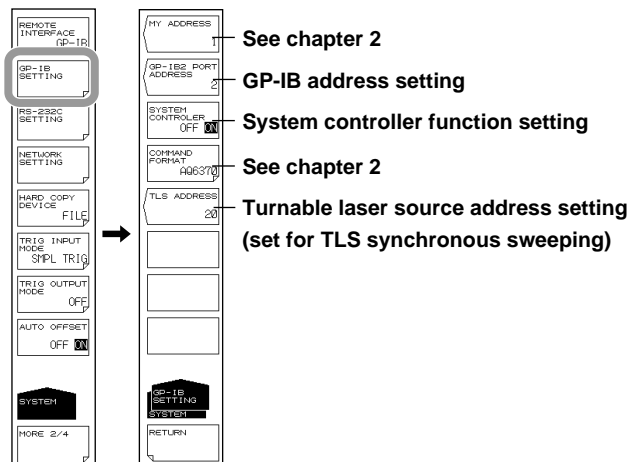 REMOTE
INTERFACE
GP-IB
GP-IB
SETTING
RS-232C
SETTING
NETWORK
SETTING
HARD COPY
DEVICE
FILE
TRIG INPUT
MODE
SMPL TRIG
TRIG OUTPUT
MODE
OFF
AUTO OFFSET
OFF ON
SYSTEM
MORE 2/4
MY ADDRESS
1
GP-IB2 PORT
ADDRESS
2
SYSTEM
CONTROLER
OFF ON
COMMAND
FORMAT
AQ6370
TLS ADDRESS
20
GP-IB
SETTING
SYSTEM
RETURN
See chapter 2
GP-IB address setting
System controller function setting
See chapter 2
Turnable laser source address setting
(set for TLS synchronous sweeping)